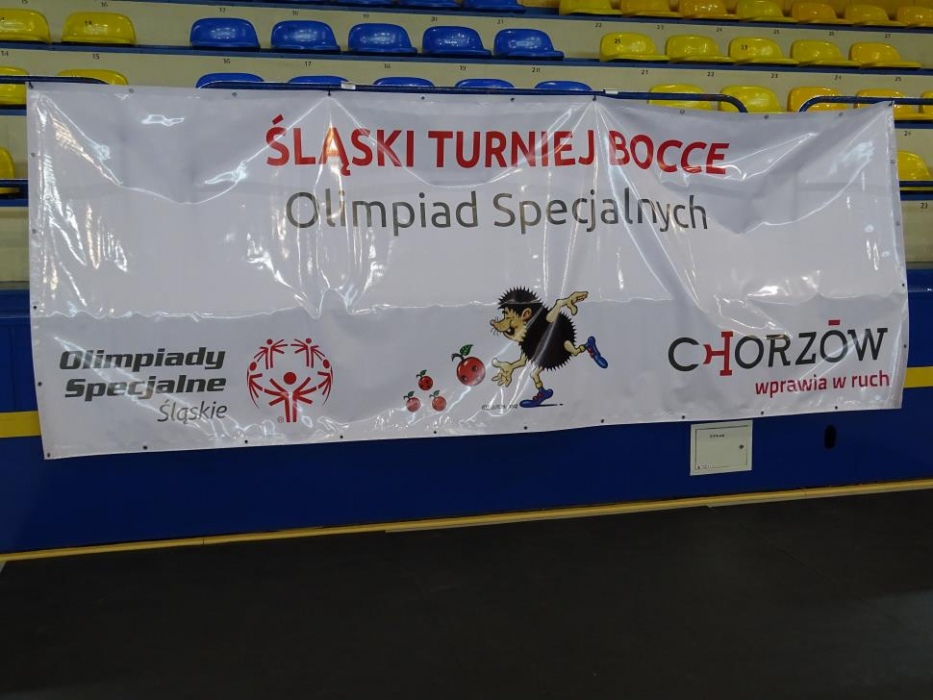 ŚLĄSKI TURNIEJ BOCCE
Olimpiad Specjalnych
Olimpiady
Specjalne
Śląskie
CHORZÓW
wprawia w ruch